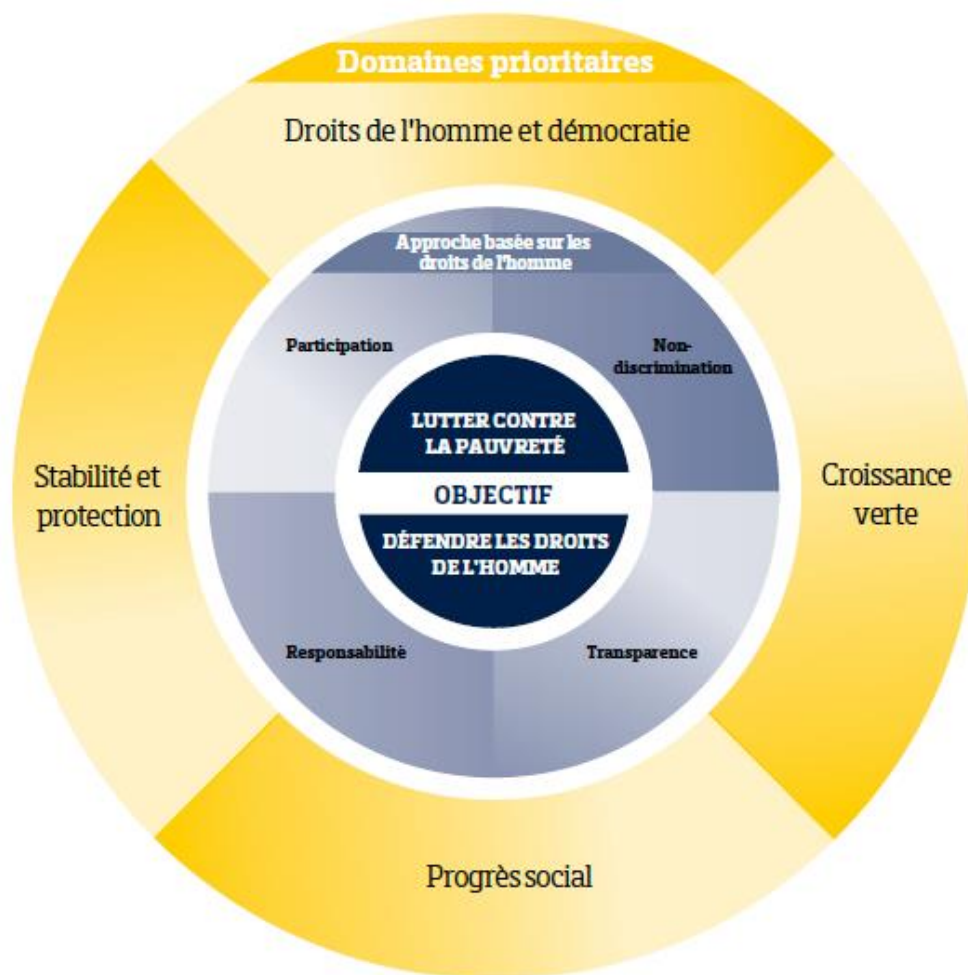 Domaines prioritaires
Droits de l'homme et démocratie
Approche basée sur les
droits de l'homme
Participation
Non-
discrimination
LUTTER CONTRE
LA PAUVRETÉ
OBJECTIF
DÉFENDRE LES DROITS
DE L'HOMME
Stabilité et
protection
Croissance
verte
Responsabilité
Transparence
Progrès social